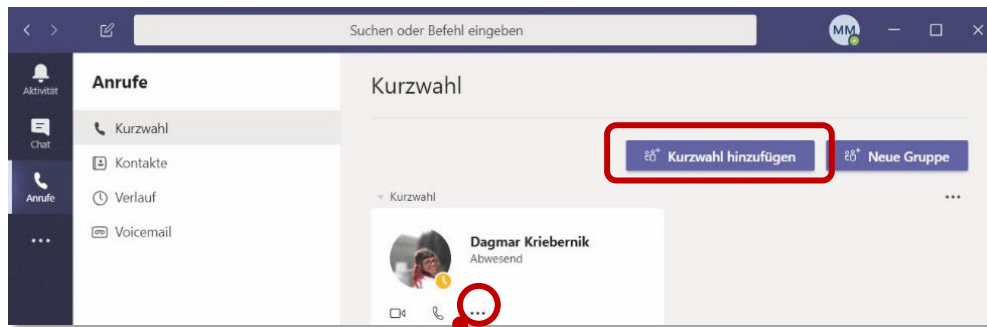 Suchen oder Befehl eingeben
MM
Aktivität
Chat
Anrufe
Anrufe
Kurzwahl
Kontakte
Verlauf
Voicemail
Kurzwahl
Kurzwahl hinzufügen
Neue Gruppe
Kurzwahl
Dagmar Kriebernik
Abwesend